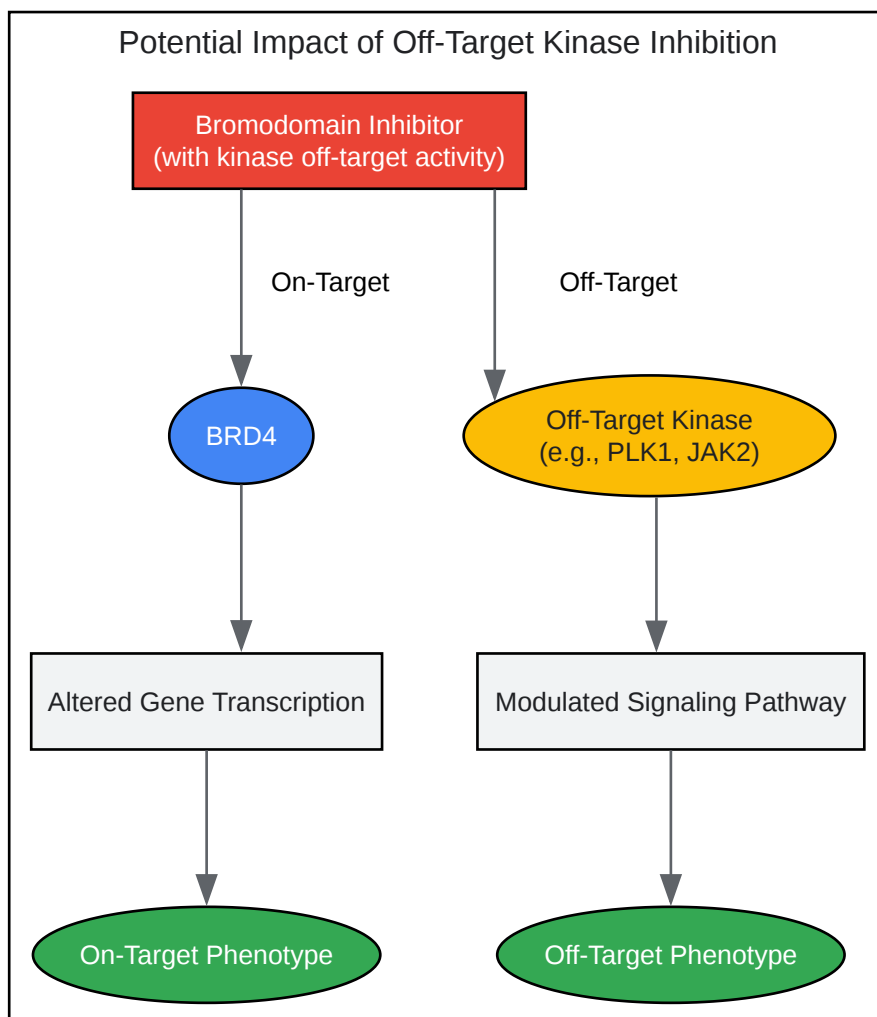 Potential Impact of Off-Target Kinase Inhibition
Bromodomain Inhibitor
(with kinase off-target activity)
On-Target
Off-Target
BRD4
Off-Target Kinase
(e.g., PLK1, JAK2)
Altered Gene Transcription
Modulated Signaling Pathway
On-Target Phenotype
Off-Target Phenotype